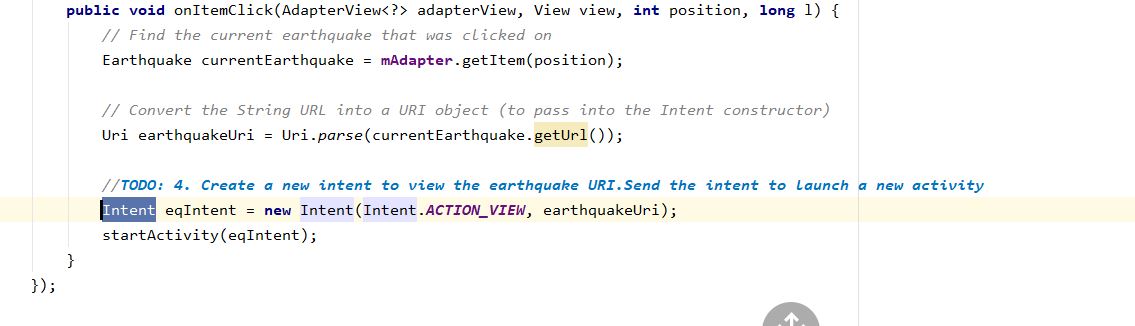 public void onItemClick(AdapterView<?> adapterView, View view, int position, long l) {
// Find the current earthquake that was clicked on
Earthquake currentEarthquake = mAdapter.getItem(position);
// Convert the String URL into a URI object (to pass into the Intent constructor)
Uri earthquakeUri = Uri.parse(currentEarthquake.getUrl());
//TODO: 4. Create a new intent to view the earthquake URI.Send the intent to launch a new activity
Intent eqIntent = new Intent(Intent.ACTION_VIEW, earthquakeUri);
startActivity(eqIntent);
}
});